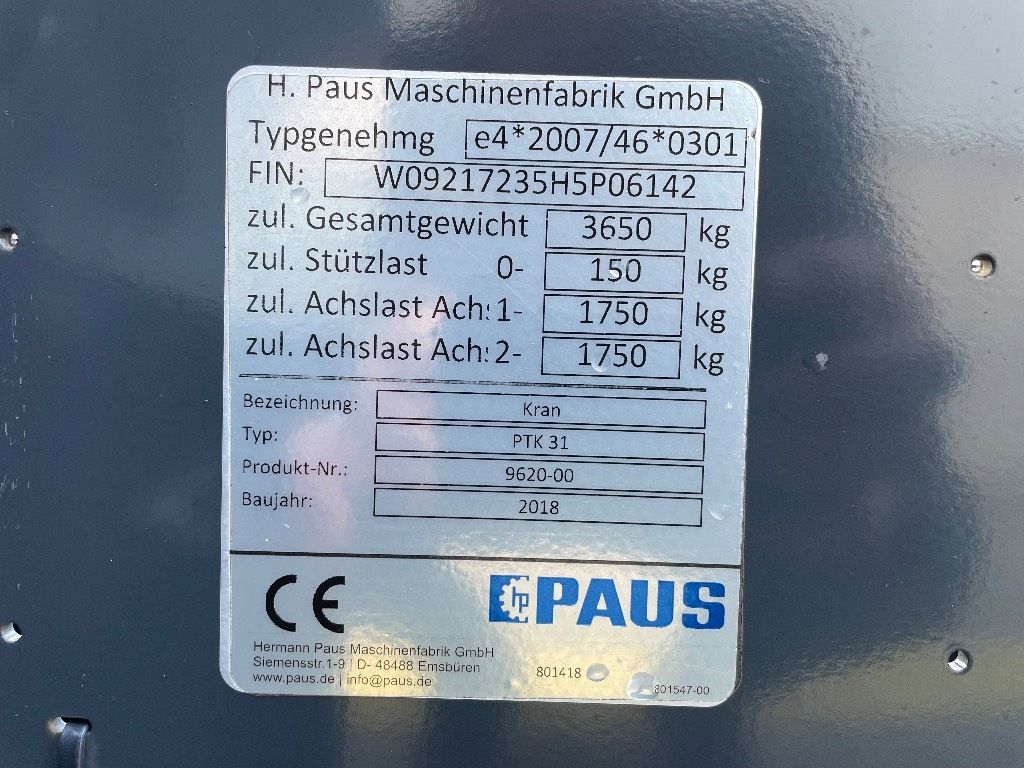 H. Paus Maschinenfabrik GmbH
Typgenehmg e4*2007/46*0301
FIN: W09217235H5P06142
zul. Gesamtgewicht 3650 kg
zul. Stützlast 0- 150 kg
zul. Achslast Ach: 1- 1750 kg
zul. Achslast Ach: 2- 1750 kg
Bezeichnung: Kran
Typ: PTK 31
Produkt-Nr.: 9620-00
Baujahr: 2018
CE hp PAUS
Hermann Paus Maschinenfabrik GmbH
Siemensstr.1-9 | D- 48488 Emsbüren
www.paus.de | info@paus.de
801418 801547-00